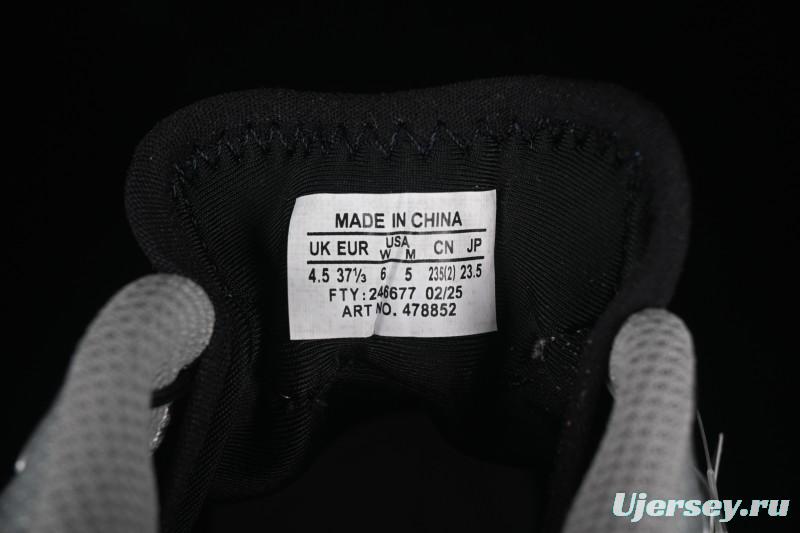 MADE IN CHINA
UK EUR USA W M CN JP
4.5 37⅓ 6 5 235(2) 23.5
FTY: 246677 02/25
ART NO. 478852
Ujersey.ru